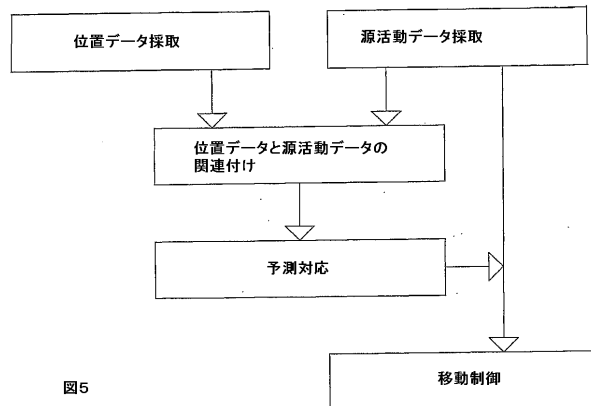 位置データ採取
源活動データ採取
位置データと源活動データの
関連付け
予測対応
移動制御
図5